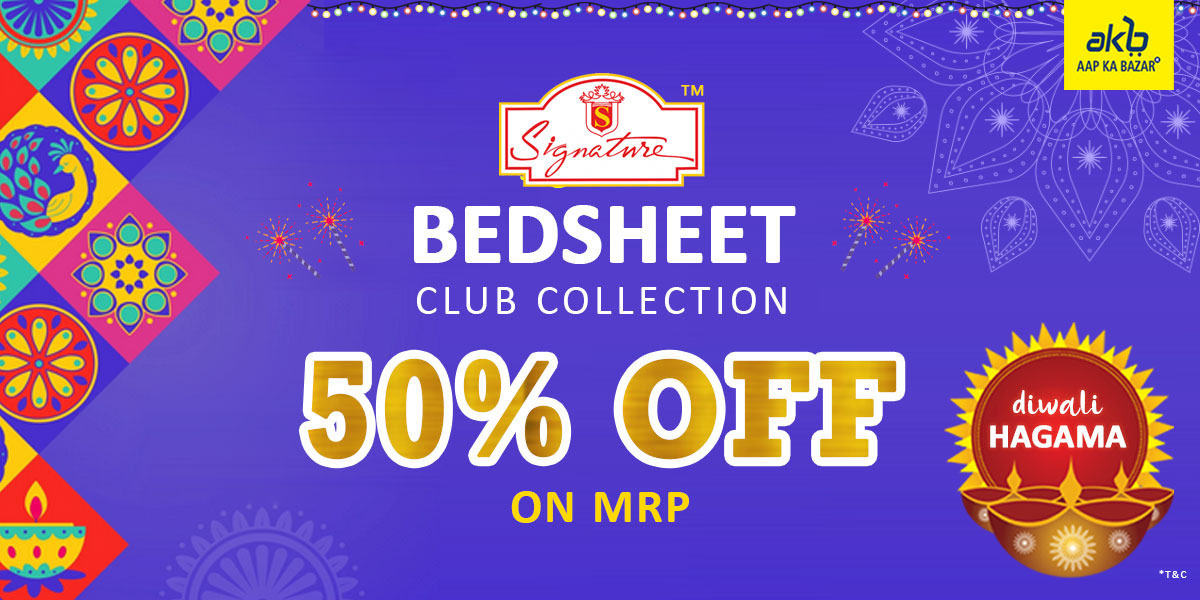 akb
AAP KA BAZAR
TM
S
Signature
BEDSHEET
CLUB COLLECTION
50% OFF
ON MRP
diwali
HAGAMA
*T&C